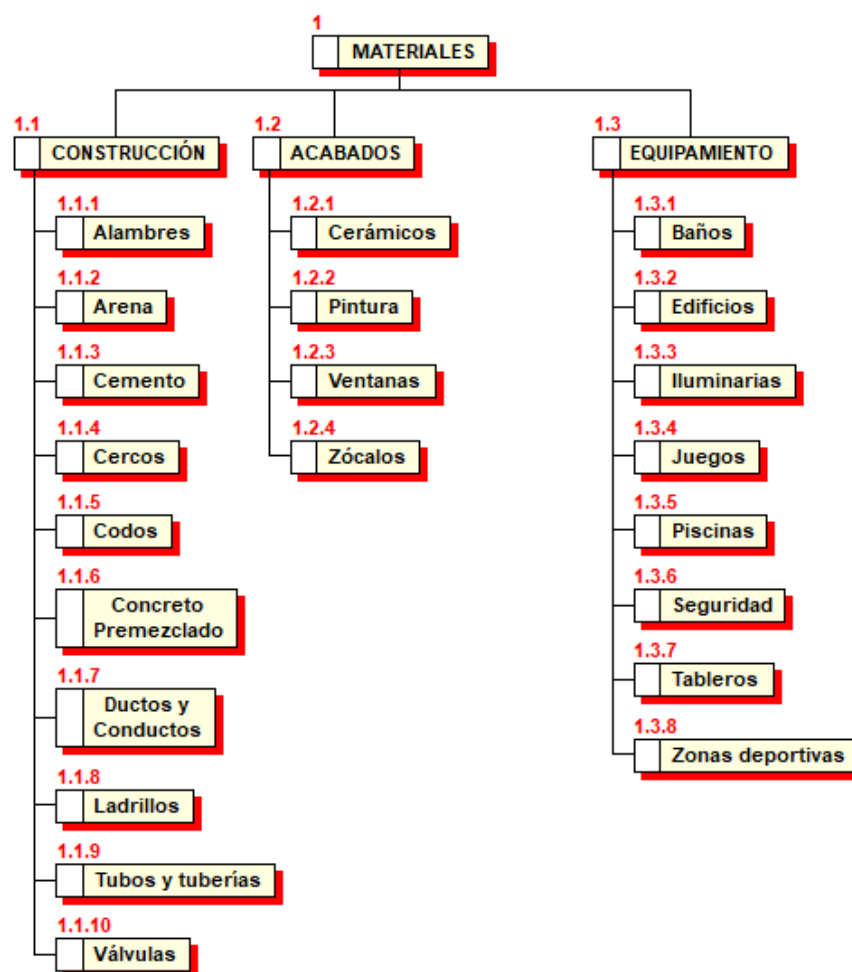 1
MATERIALES
1.1
CONSTRUCCIÓN
1.1.1
Alambres
1.1.2
Arena
1.1.3
Cemento
1.1.4
Cercos
1.1.5
Codos
1.1.6
Concreto
Premezclado
1.1.7
Ductos y
Conductos
1.1.8
Ladrillos
1.1.9
Tubos y tuberías
1.1.10
Válvulas
1.2
ACABADOS
1.2.1
Cerámicos
1.2.2
Pintura
1.2.3
Ventanas
1.2.4
Zócalos
1.3
EQUIPAMIENTO
1.3.1
Baños
1.3.2
Edificios
1.3.3
Iluminarias
1.3.4
Juegos
1.3.5
Piscinas
1.3.6
Seguridad
1.3.7
Tableros
1.3.8
Zonas deportivas